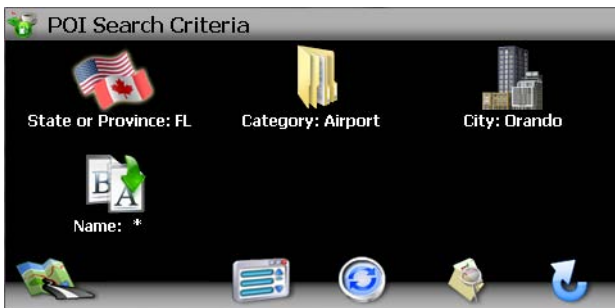 POI Search Criteria
State or Province: FL
Category: Airport
City: Orando
B A
Name: *